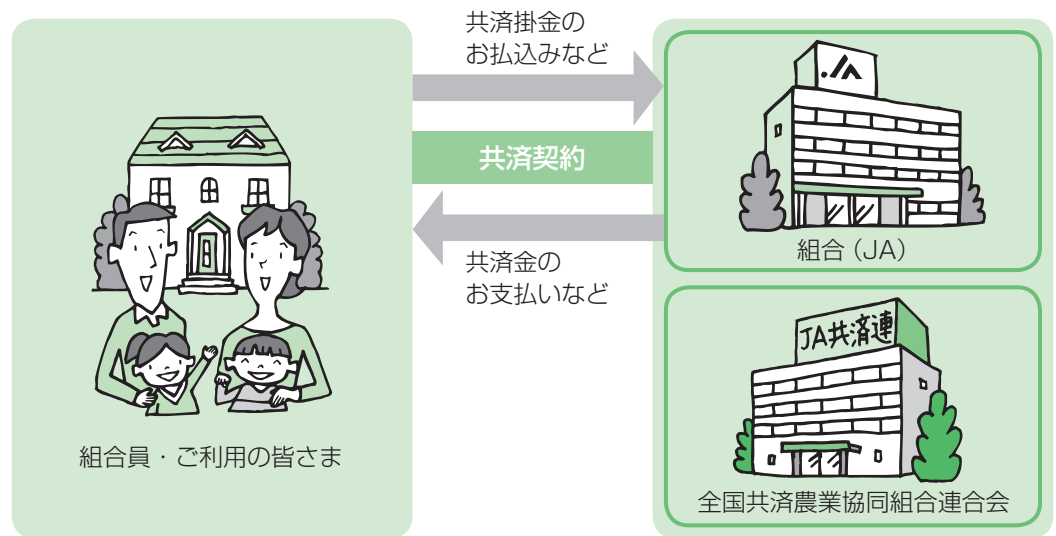 共済掛金の
お払込みなど
共済契約
共済金の
お支払いなど
組合員・ご利用の皆さま
JA
組合（JA）
JA共済連
全国共済農業協同組合連合会